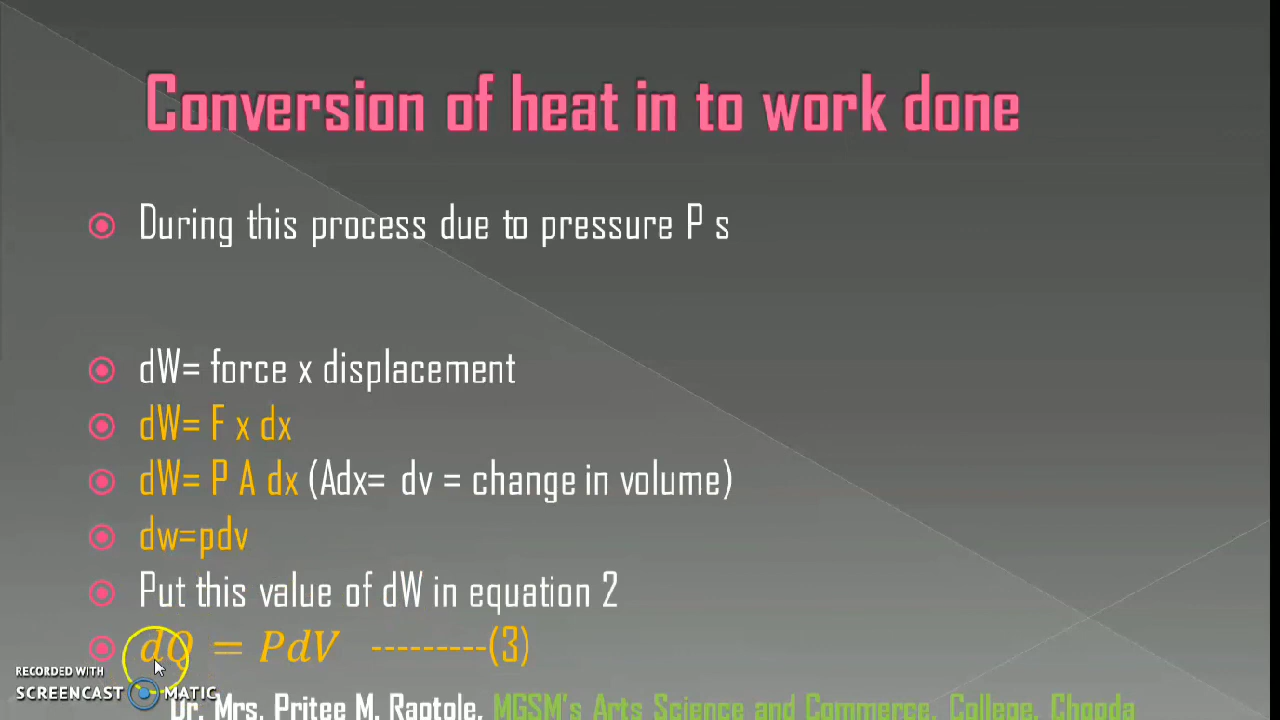 Conversion of heat in to work done
During this process due to pressure P s
dW= force x displacement
dW= F x dx
dW= P A dx (Adx= dv = change in volume)
dw=pdv
Put this value of dW in equation 2
dQ = PdV ---------(3)
RECORDED WITH
SCREENCAST MATIC
Dr. Mrs. Pritee M. Raotole, MGSM's Arts Science and Commerce, College, Chopda